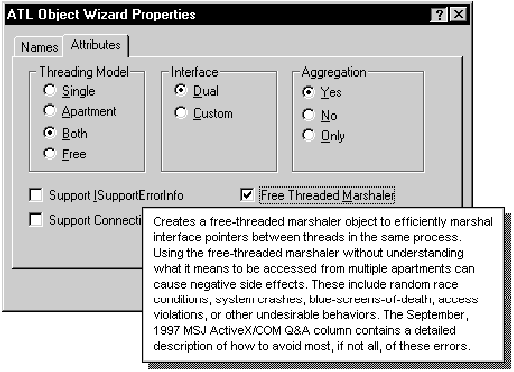 ATL Object Wizard Properties
Names Attributes
Threading Model
Single
Apartment
Both
Free
Interface
Dual
Custom
Aggregation
Yes
No
Only
Support ISupportErrorInfo
Free Threaded Marshaler
Support Connecti
Creates a free-threaded marshaler object to efficiently marshal
interface pointers between threads in the same process.
Using the free-threaded marshaler without understanding
what it means to be accessed from multiple apartments can
cause negative side effects. These include random race
conditions, system crashes, blue-screens-of-death, access
violations, or other undesirable behaviors. The September,
1997 MSJ ActiveX/COM Q&A column contains a detailed
description of how to avoid most, if not all, of these errors.